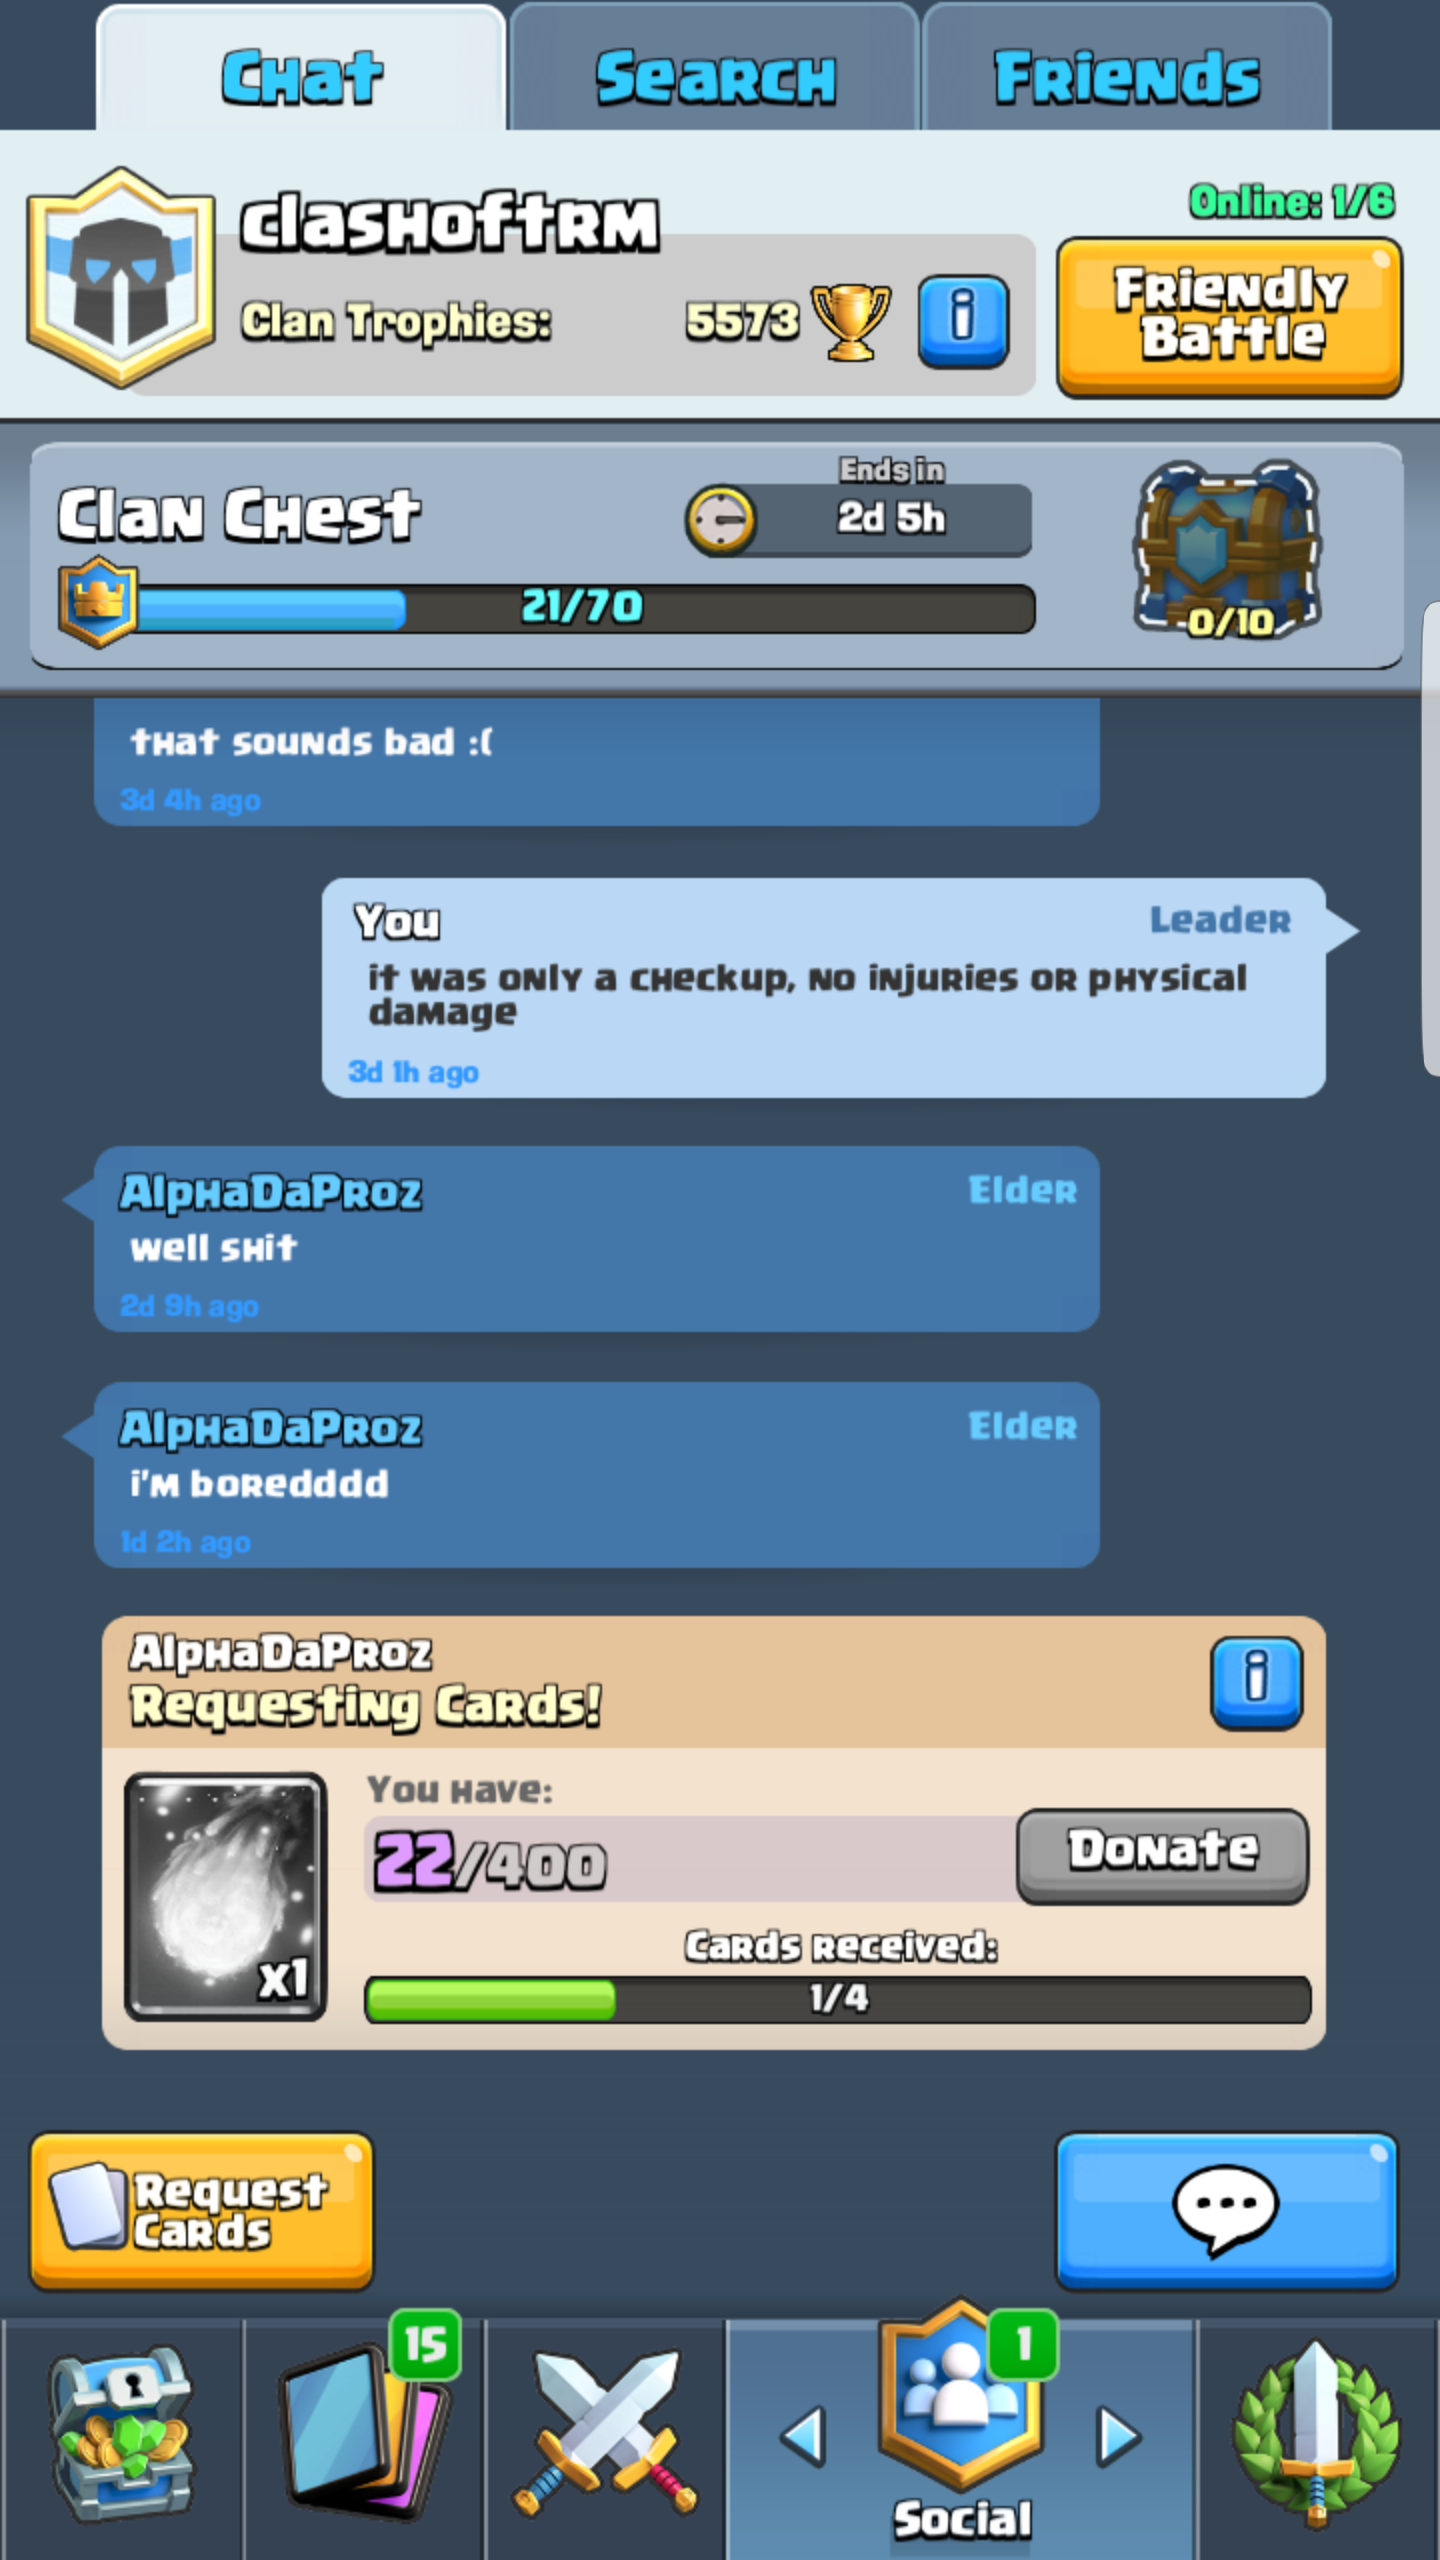 Chat
Search
Friends
clashoftrm
Online: 1/6
Clan Trophies: 5573
Friendly
Battle
Clan Chest
Ends in
2d 5h
21/70
0/10
that sounds bad :(
3d 4h ago
You
Leader
it was only a checkup, no injuries or physical
damage
3d 1h ago
AlphaDaProz
Elder
well shit
2d 9h ago
AlphaDaProz
Elder
i'm boredddd
1d 2h ago
AlphaDaProz
Requesting Cards!
You have:
22/400
Donate
x1
Cards received:
1/4
Request
Cards
15
1
Social